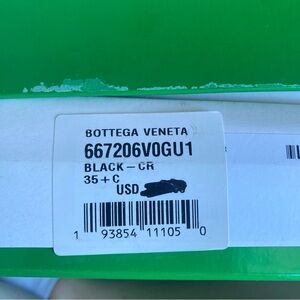 BOTTEGA VENETA
667206V0GU1
BLACK-CR
35+C
USD
1 93854 11105 0